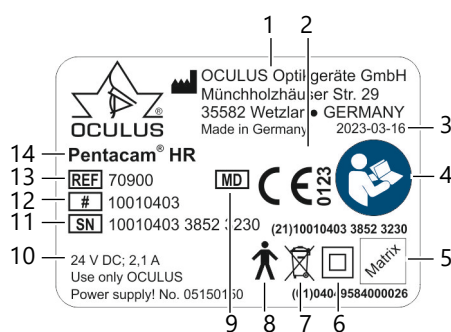 1
2
OCULUS Optikgeräte GmbH
Münchholzhäuser Str. 29
35582 Wetzlar ● GERMANY
Made in Germany
2023-03-16
3
®
OCULUS
14
Pentacam® HR
13
REF 70900
MD
CE 0123
4
12
# 10010403
11
SN 10010403 3852 3230
(21)10010403 3852 3230
10
24 V DC; 2,1 A
Use only OCULUS
Power supply! No. 05150150
Matrix
5
(01)04049584000026
9
8
7
6